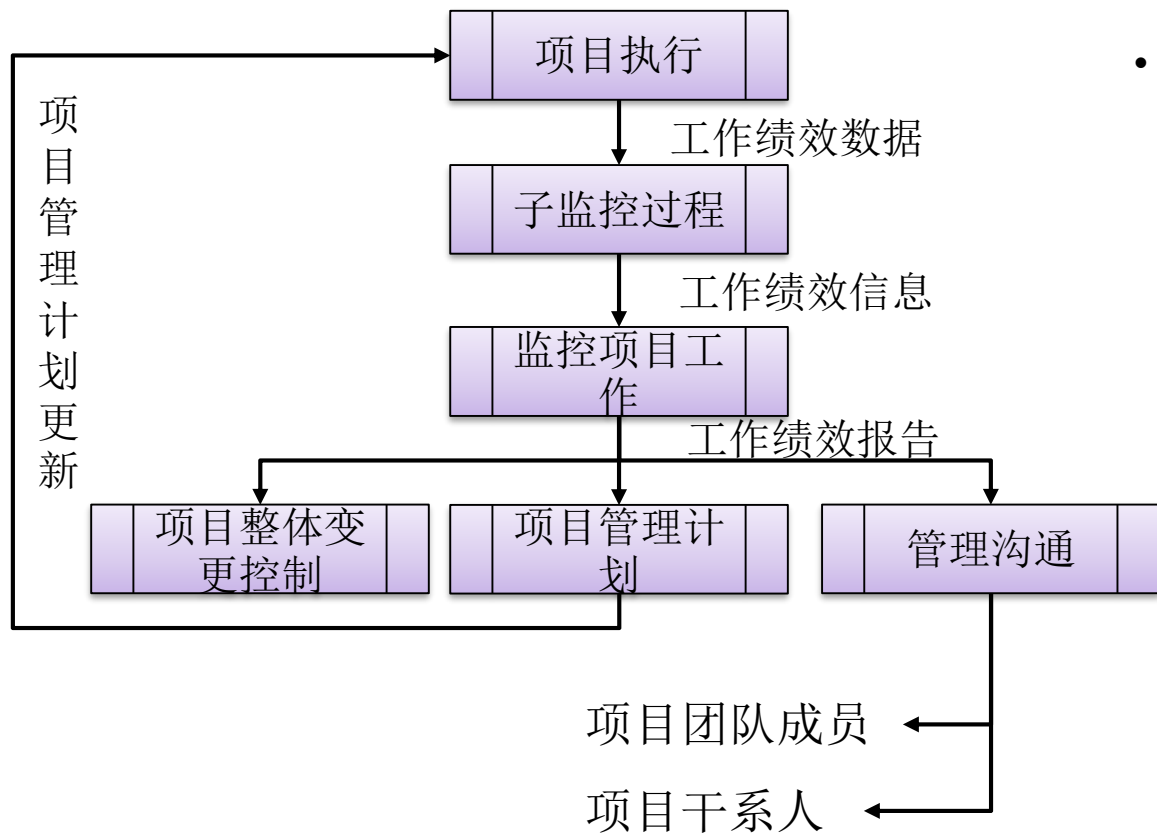 项目执行
•
项目管理计划更新
工作绩效数据
子监控过程
工作绩效信息
监控项目工
作
工作绩效报告
项目整体变
更控制
项目管理计
划
管理沟通
项目团队成员
项目干系人